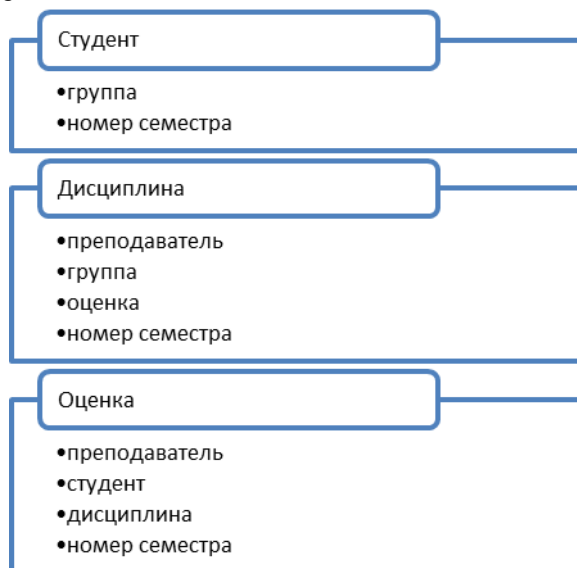 Студент
•группа
•номер семестра
Дисциплина
•преподаватель
•группа
•оценка
•номер семестра
Оценка
•преподаватель
•студент
•дисциплина
•номер семестра